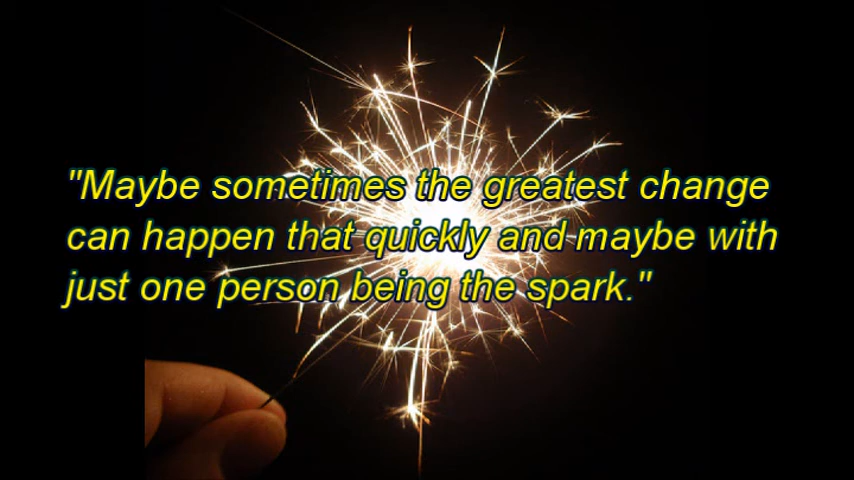 "Maybe sometimes the greatest change
can happen that quickly and maybe with
just one person being the spark."